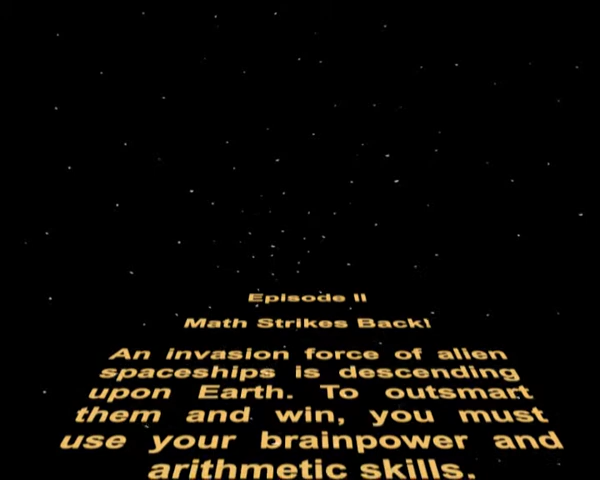 Episode II
Math Strikes Back!
An invasion force of alien
spaceships is descending
upon Earth. To outsmart
them and win, you must
use your brainpower and
arithmetic skills.